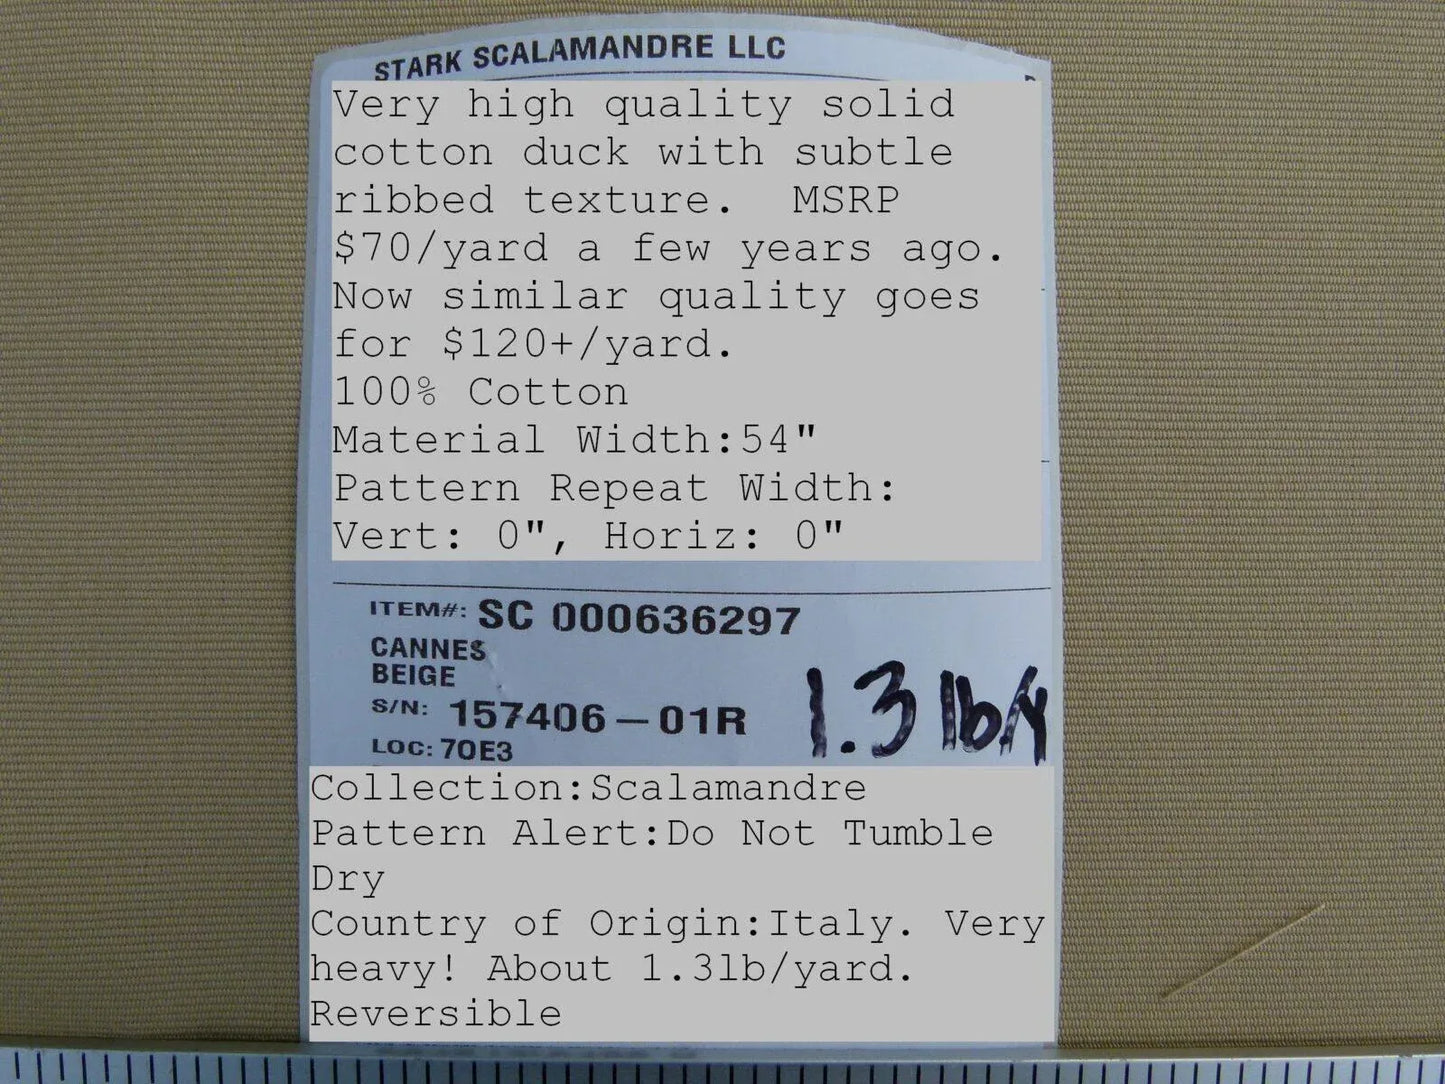 STARK SCALAMANDRE LLC
Very high quality solid
cotton duck with subtle
ribbed texture.  MSRP
$70/yard a few years ago.
Now similar quality goes
for $120+/yard.
100% Cotton
Material Width:54"
Pattern Repeat Width:
Vert: 0", Horiz: 0"
ITEM#: SC 000636297
CANNES
BEIGE
S/N: 157406-01R
LOC: 70E3
1.3 lb/y
Collection:Scalamandre
Pattern Alert:Do Not Tumble
Dry
Country of Origin:Italy. Very
heavy! About 1.3lb/yard.
Reversible